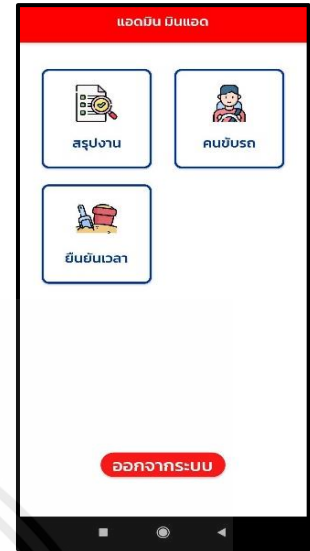 แอดมิน มินแอด
สรุปงาน
คนขับรถ
ยืนยันเวลา
ออกจากระบบ